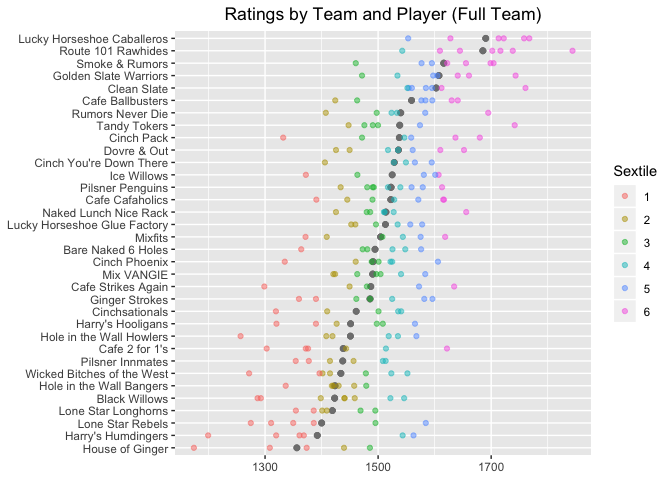 Ratings by Team and Player (Full Team)
Lucky Horseshoe Caballeros
Route 101 Rawhides
Smoke & Rumors
Golden Slate Warriors
Clean Slate
Cafe Ballbusters
Rumors Never Die
Tandy Tokers
Cinch Pack
Dovre & Out
Cinch You're Down There
Ice Willows
Pilsner Penguins
Cafe Cafaholics
Naked Lunch Nice Rack
Lucky Horseshoe Glue Factory
Mixfits
Bare Naked 6 Holes
Cinch Phoenix
Mix VANGIE
Cafe Strikes Again
Ginger Strokes
Cinchsationals
Harry's Hooligans
Hole in the Wall Howlers
Cafe 2 for 1's
Pilsner Innmates
Wicked Bitches of the West
Hole in the Wall Bangers
Black Willows
Lone Star Longhorns
Lone Star Rebels
Harry's Humdingers
House of Ginger
1300 1500 1700
Sextile
1
2
3
4
5
6